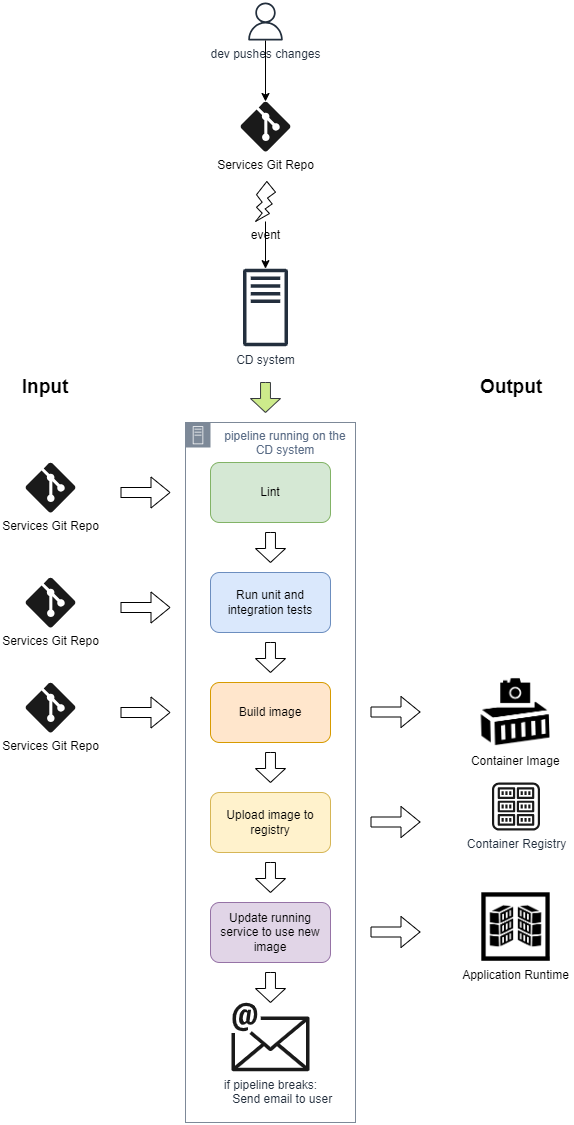 dev pushes changes
Services Git Repo
event
CD system
Input
Output
pipeline running on the
CD system
Services Git Repo
Lint
Services Git Repo
Run unit and
integration tests
Services Git Repo
Build image
Container Image
Upload image to
registry
Container Registry
Update running
service to use new
image
Application Runtime
@
if pipeline breaks:
Send email to user